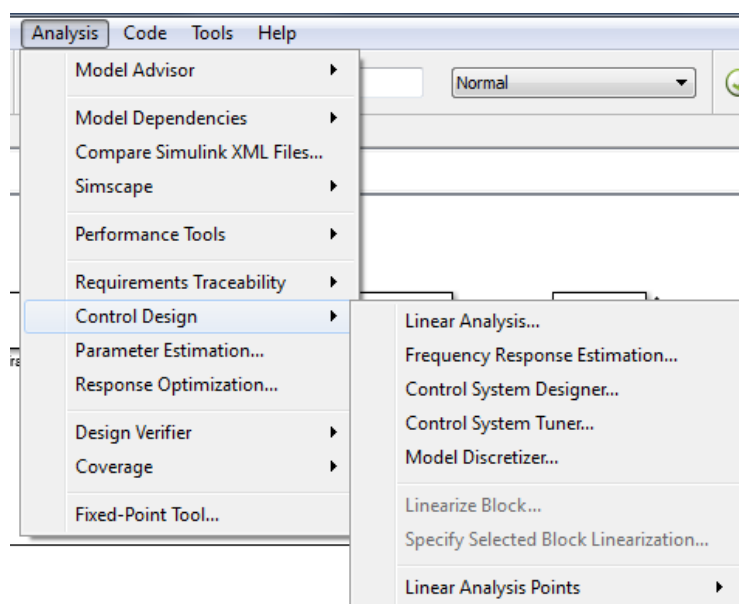 Analysis Code Tools Help
Model Advisor
Normal
Model Dependencies
Compare Simulink XML Files...
Simscape
Performance Tools
Requirements Traceability
Control Design
Parameter Estimation...
Response Optimization...
Design Verifier
Coverage
Fixed-Point Tool...
Linear Analysis...
Frequency Response Estimation...
Control System Designer...
Control System Tuner...
Model Discretizer...
Linearize Block...
Specify Selected Block Linearization...
Linear Analysis Points